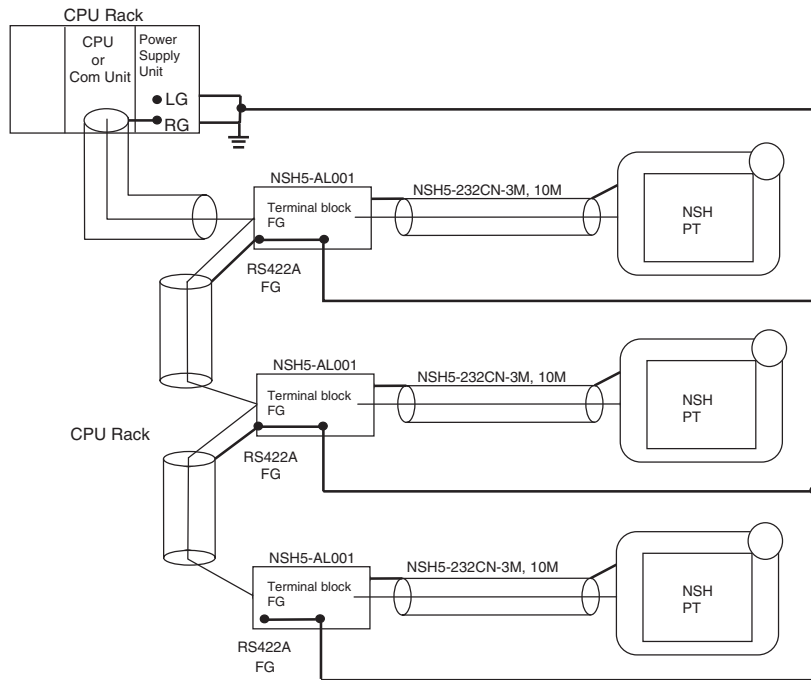 CPU Rack
CPU
or
Com Unit
Power
Supply
Unit
LG
RG
NSH5-AL001
Terminal block
FG
RS422A
FG
NSH5-232CN-3M, 10M
NSH
PT
NSH5-AL001
Terminal block
FG
RS422A
FG
NSH5-232CN-3M, 10M
NSH
PT
CPU Rack
NSH5-AL001
Terminal block
FG
RS422A
FG
NSH5-232CN-3M, 10M
NSH
PT